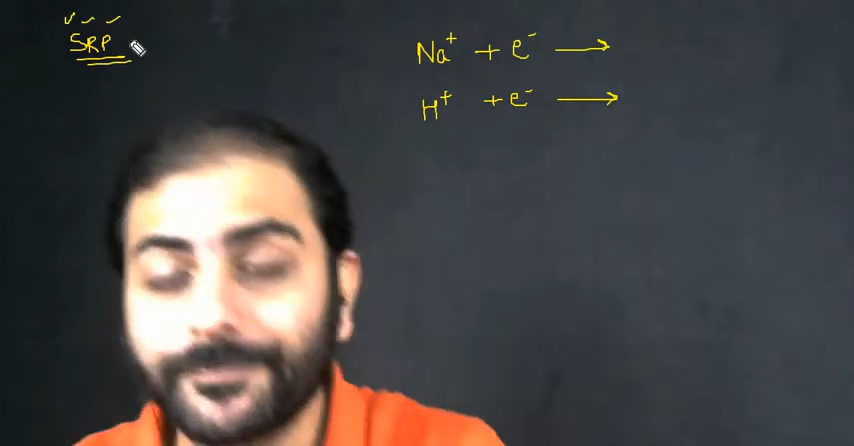 SRP
Na⁺ + e⁻ ⟶
H⁺ + e⁻ ⟶